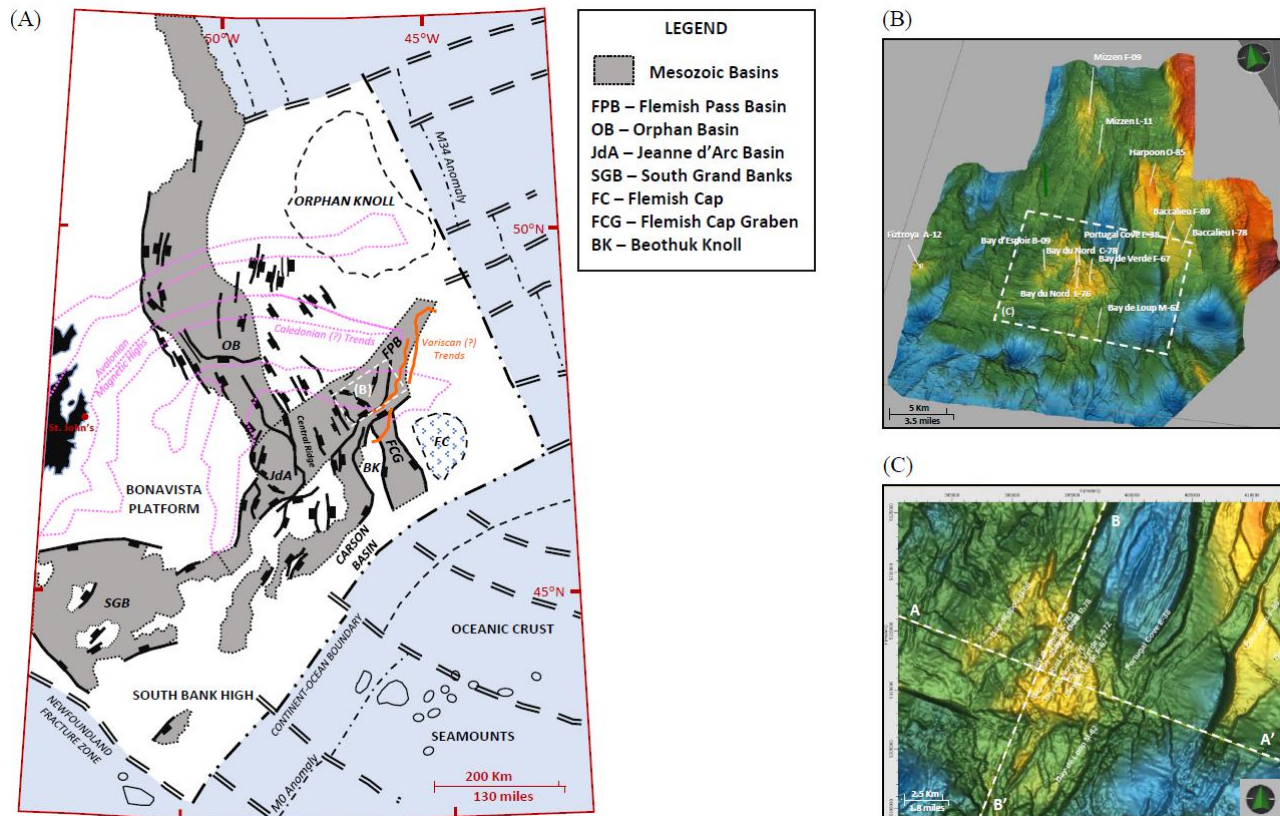 (A)
50°W
45°W
M34 Anomaly
ORPHAN KNOLL
50°N
Avalonian
Magnetic Highs
OB
Caledonian (?) Trends
FPB
Variscan (?)
Trends
(B)
St. John's
Central Ridge
JdA
BK
FCG
FC
BONAVISTA
PLATFORM
CARSON
BASIN
45°N
SGB
OCEANIC CRUST
CONTINENT-OCEAN BOUNDARY
SOUTH BANK HIGH
NEWFOUNDLAND
FRACTURE ZONE
SEAMOUNTS
M0 Anomaly
200 Km
130 miles
LEGEND
Mesozoic Basins
FPB – Flemish Pass Basin
OB – Orphan Basin
JdA – Jeanne d'Arc Basin
SGB – South Grand Banks
FC – Flemish Cap
FCG – Flemish Cap Graben
BK – Beothuk Knoll
(B)
Mizzen F-09
Mizzen L-11
Harpoon O-85
Baccalieu F-89
Fiztroya A-12
Bay d'Espoir B-09
Portugal Cove E-38
Baccalieu I-78
Bay du Nord C-78
Bay de Verde F-67
Bay du Nord L-76
Bay de Loup M-62
(C)
5 Km
3.5 miles
(C)
B
A
A'
B'
2.5 Km
1.8 miles